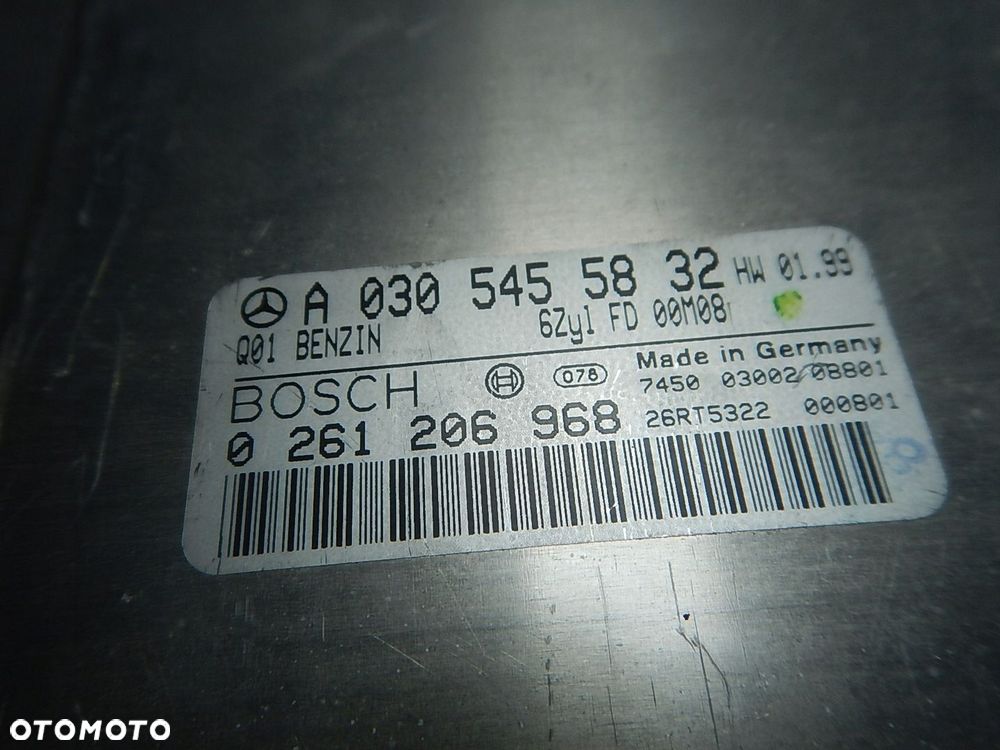 A 030 545 58 32 HW 01.99
Q01 BENZIN 6Zyl FD 00M08
BOSCH 078 Made in Germany
7450 03002 0B801
0 261 206 968 26RT5322 000801
OTOMOTO